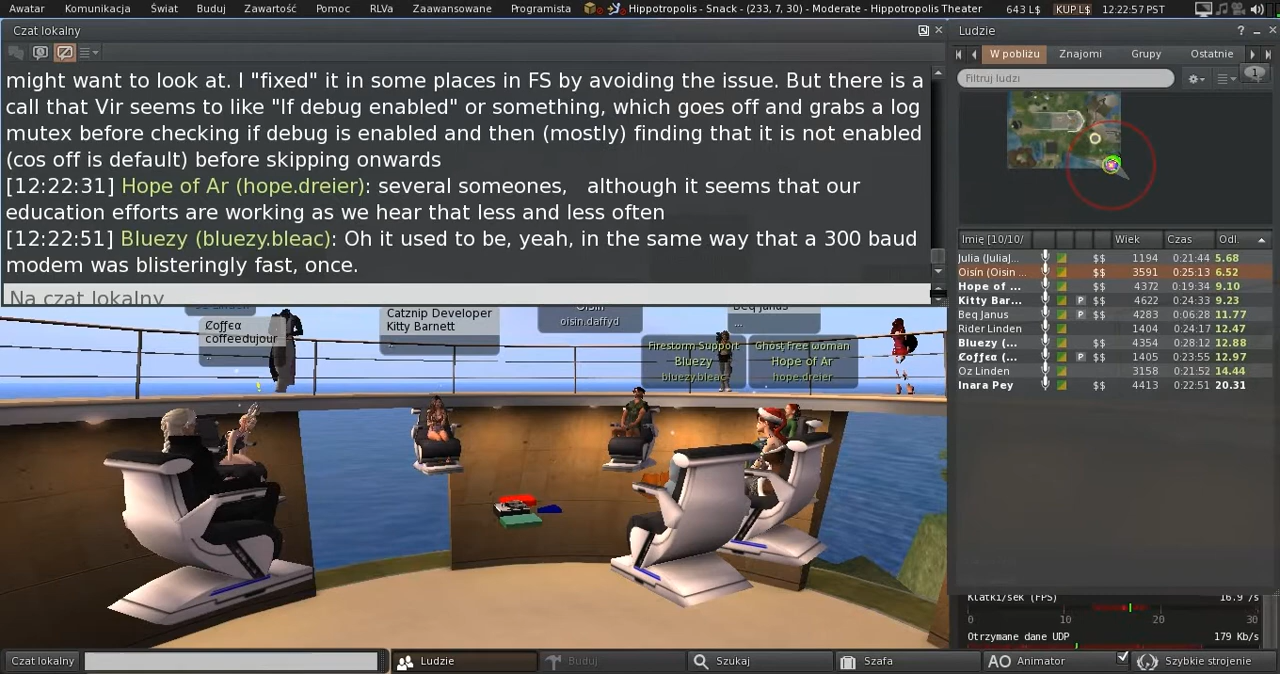 Awatar Komunikacja Świat Buduj Zawartość Pomoc RLVa Zaawansowane Programista Hippotropolis - Snack - (233, 7, 30) - Moderate - Hippotropolis Theater 643 L$ KUP L$ 12:22:57 PST
Czat lokalny
might want to look at. I "fixed" it in some places in FS by avoiding the issue. But there is a
call that Vir seems to like "If debug enabled" or something, which goes off and grabs a log
mutex before checking if debug is enabled and then (mostly) finding that it is not enabled
(cos off is default) before skipping onwards
[12:22:31] Hope of Ar (hope.dreier): several someones, although it seems that our
education efforts are working as we hear that less and less often
[12:22:51] Bluezy (bluezy.bleac): Oh it used to be, yeah, in the same way that a 300 baud
modem was blisteringly fast, once.
Na czat lokalny
Coffεα
coffeedujour
...
Catznip Developer
Kitty Barnett
...
Oisín
oisin.daffyd
Beq Janus
...
Firestorm Support
Bluezy
bluezy.bleac
Ghost Free woman
Hope of Ar
hope.dreier
Ludzie
W pobliżu Znajomi Grupy Ostatnie
Filtruj ludzi
1
Imię [10/10/ Wiek Czas Odl.
Julia (JuliaJ... $$ 1194 0:21:44 5.68
Oisín (Oisin ... $$ 3591 0:25:13 6.52
Hope of ... $$ 4372 0:19:34 9.10
Kitty Bar... P $$ 4622 0:24:33 9.23
Beq Janus P $$ 4283 0:06:28 11.77
Rider Linden 1404 0:24:17 12.47
Bluezy (... $$ 4354 0:28:12 12.88
Coffεα (... P $$ 1405 0:23:55 12.97
Oz Linden 3158 0:21:52 14.44
Inara Pey $$ 4413 0:22:51 20.31
Klatki/sek (FPS) 16.9 /s
0 10 20 30
Otrzymane dane UDP 179 Kb/s
Czat lokalny Ludzie Buduj Szukaj Szafa AO Animator Szybkie strojenie